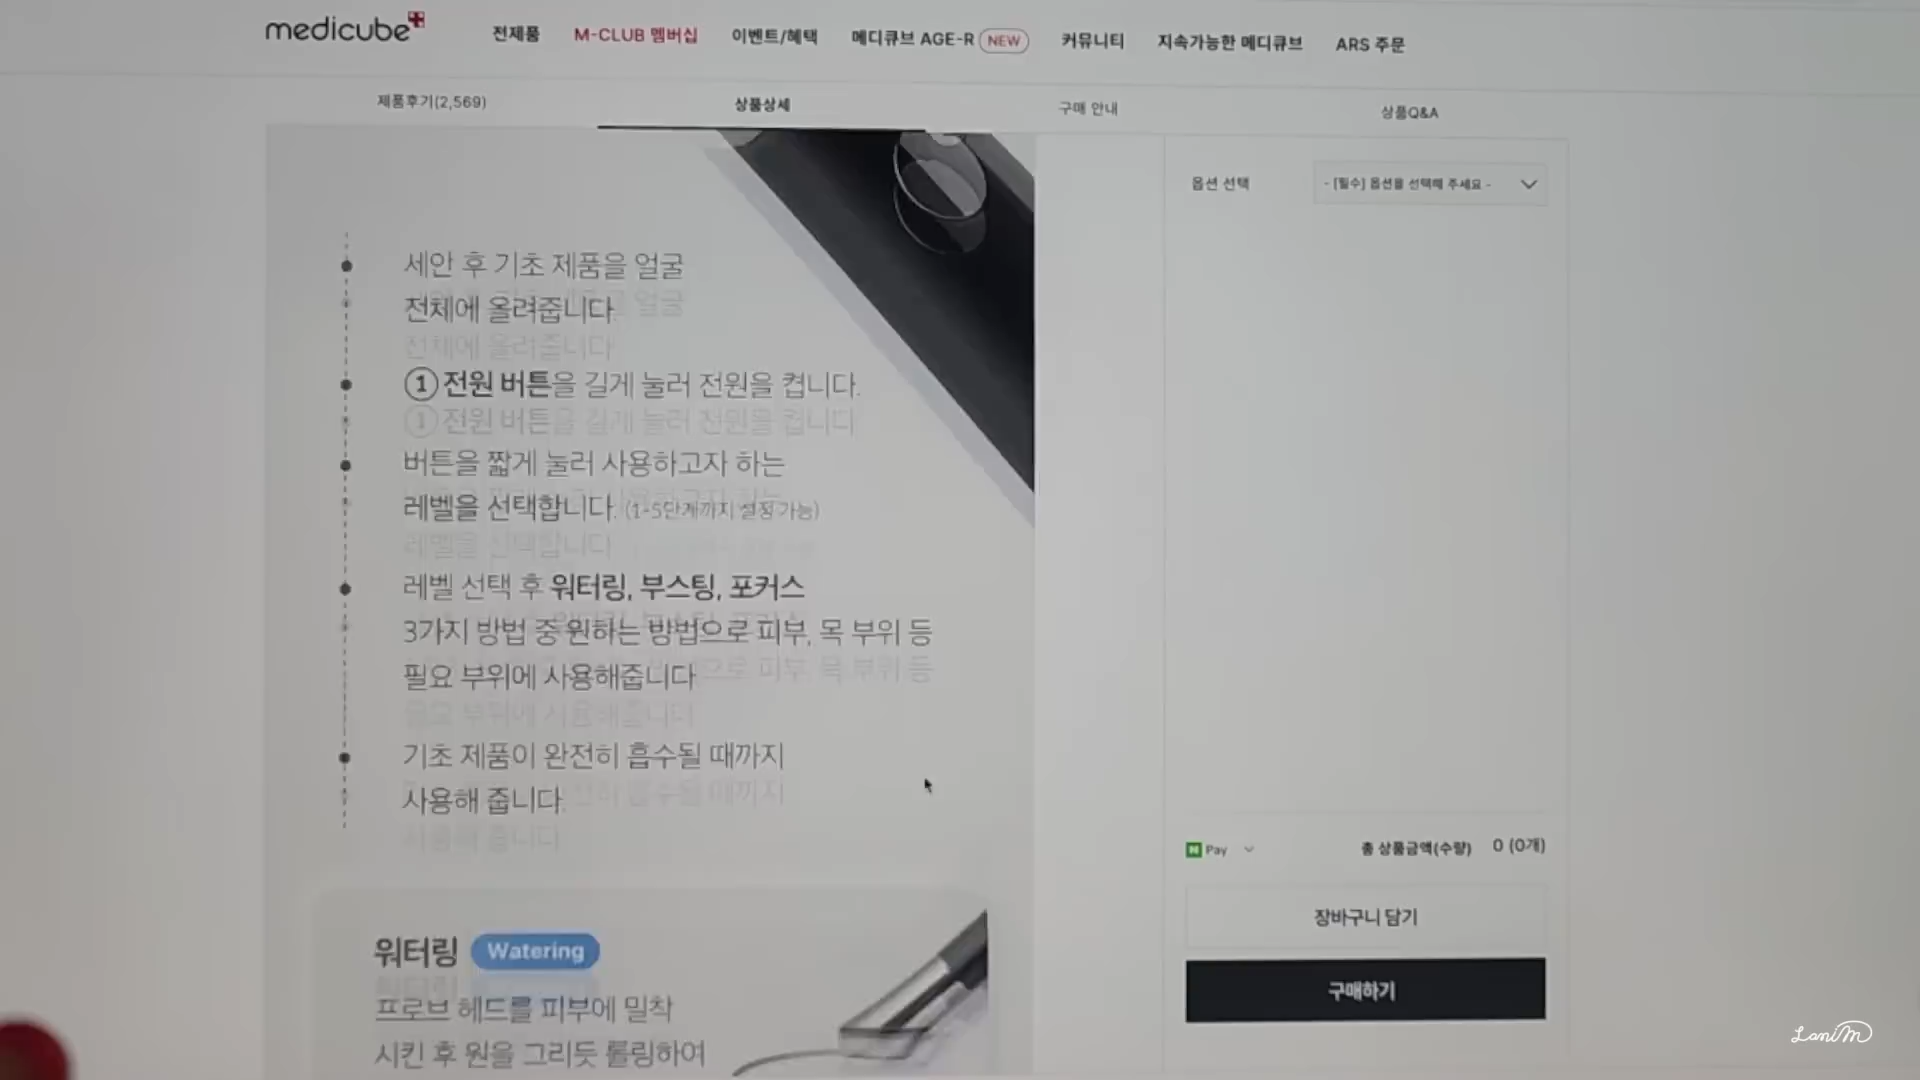 medicube
전제품
M-CLUB 멤버십
이벤트/혜택
메디큐브 AGE-R NEW
커뮤니티
지속가능한 메디큐브
ARS 주문
제품후기(2,569)
상품상세
구매 안내
상품Q&A
옵션 선택
- [필수] 옵션을 선택해 주세요 -
세안 후 기초 제품을 얼굴
전체에 올려줍니다.
① 전원 버튼을 길게 눌러 전원을 켭니다.
버튼을 짧게 눌러 사용하고자 하는
레벨을 선택합니다. (1-5단계까지 설정 가능)
레벨 선택 후 워터링, 부스팅, 포커스
3가지 방법 중 원하는 방법으로 피부, 목 부위 등
필요 부위에 사용해줍니다
기초 제품이 완전히 흡수될 때까지
사용해 줍니다.
N Pay
총 상품금액(수량)
0 (0개)
장바구니 담기
구매하기
워터링 Watering
프로브 헤드를 피부에 밀착
시킨 후 원을 그리듯 롤링하여
LaniM